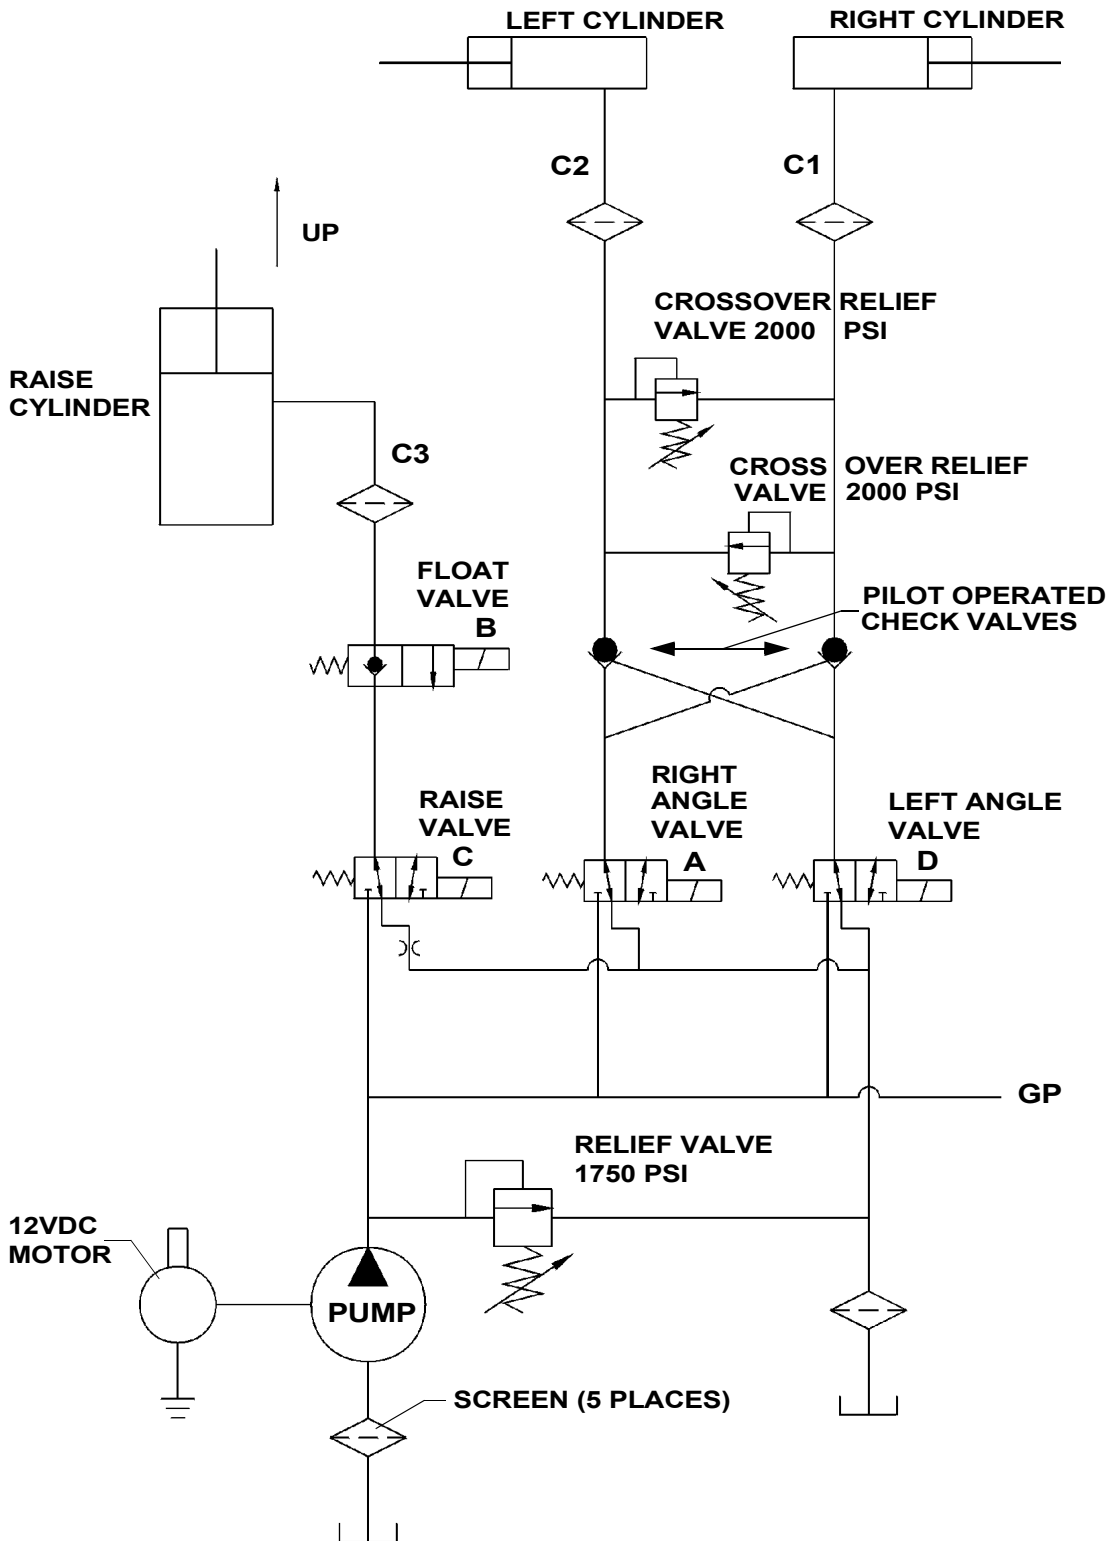 LEFT CYLINDER
RIGHT CYLINDER
C2
C1
UP
CROSSOVER RELIEF
VALVE 2000 PSI
RAISE
CYLINDER
C3
CROSS OVER RELIEF
VALVE 2000 PSI
FLOAT
VALVE
B
PILOT OPERATED
CHECK VALVES
RAISE
VALVE
C
RIGHT
ANGLE
VALVE
A
LEFT ANGLE
VALVE
D
GP
RELIEF VALVE
1750 PSI
12VDC
MOTOR
PUMP
SCREEN (5 PLACES)